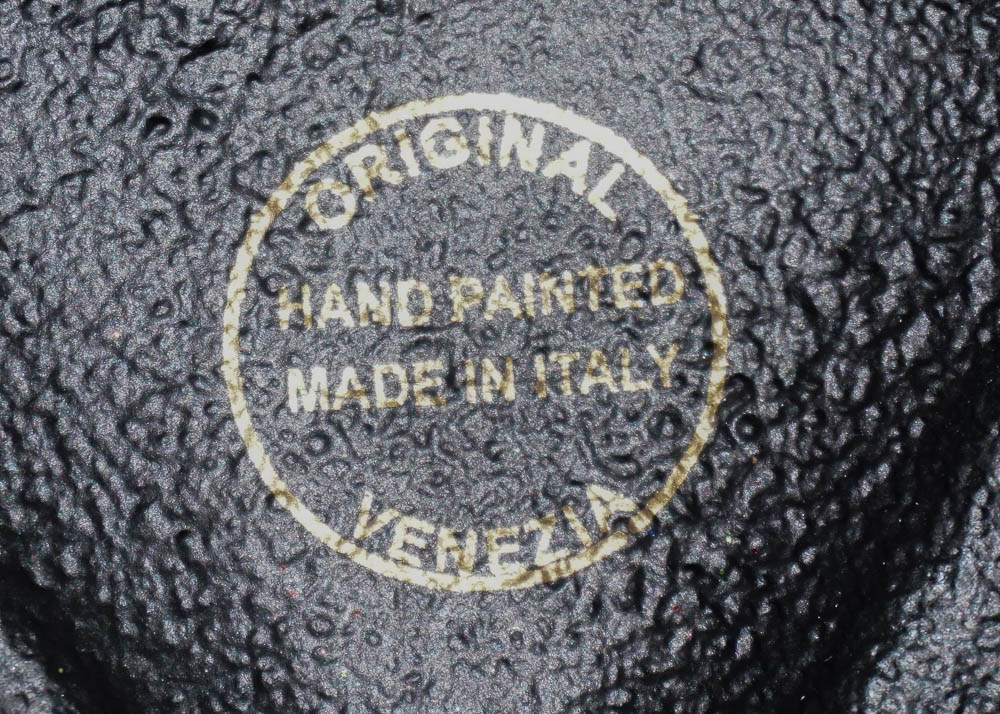 ORIGINAL
HAND PAINTED
MADE IN ITALY
VENEZIA